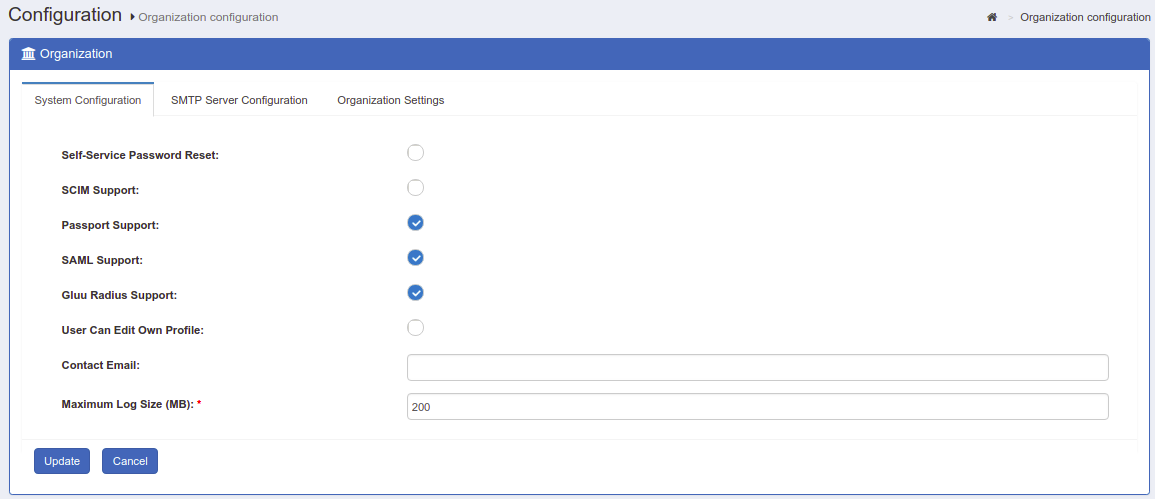 Configuration Organization configuration
> Organization configuration
Organization
System Configuration SMTP Server Configuration Organization Settings
Self-Service Password Reset:
SCIM Support:
Passport Support:
SAML Support:
Gluu Radius Support:
User Can Edit Own Profile:
Contact Email:
Maximum Log Size (MB): * 200
Update Cancel